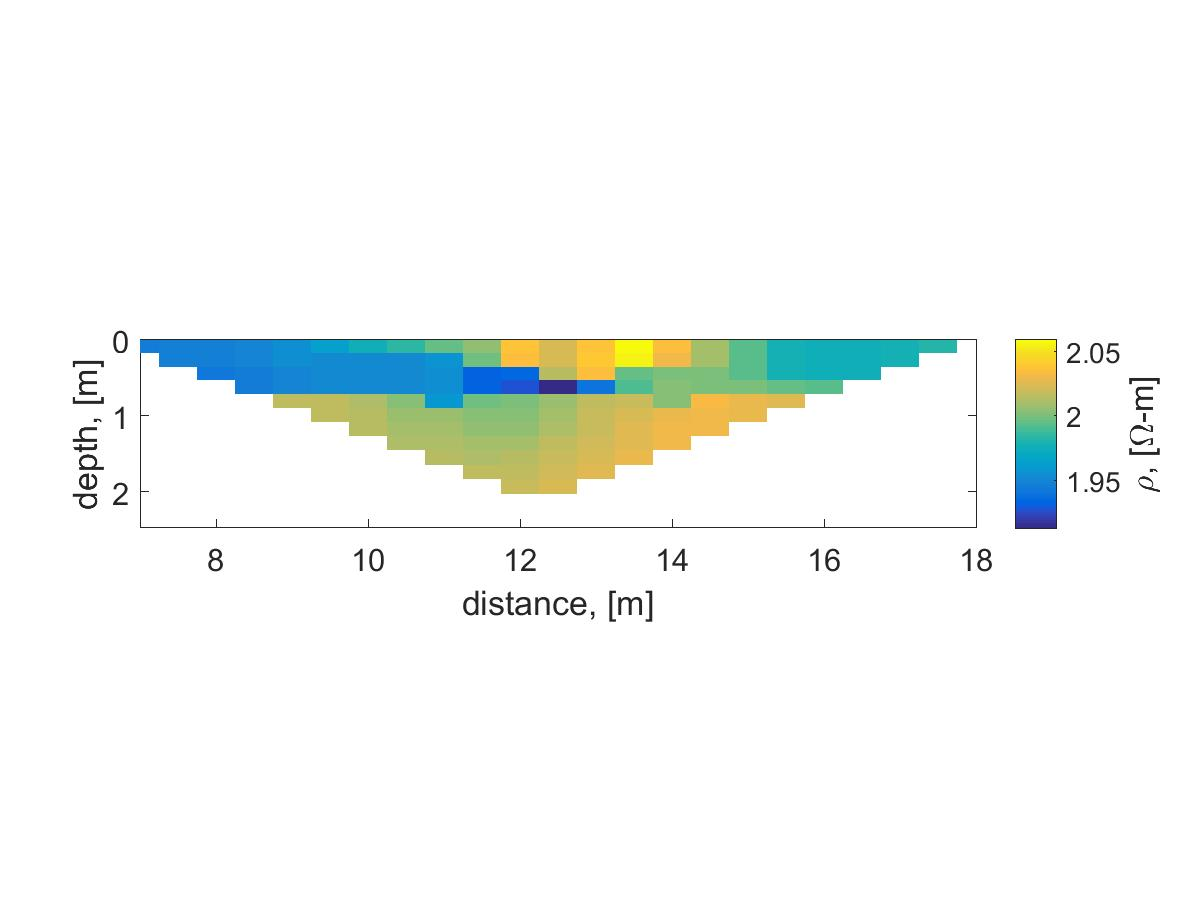 0
1
2
depth, [m]
8 10 12 14 16 18
distance, [m]
2.05
2
1.95
ρ, [Ω-m]